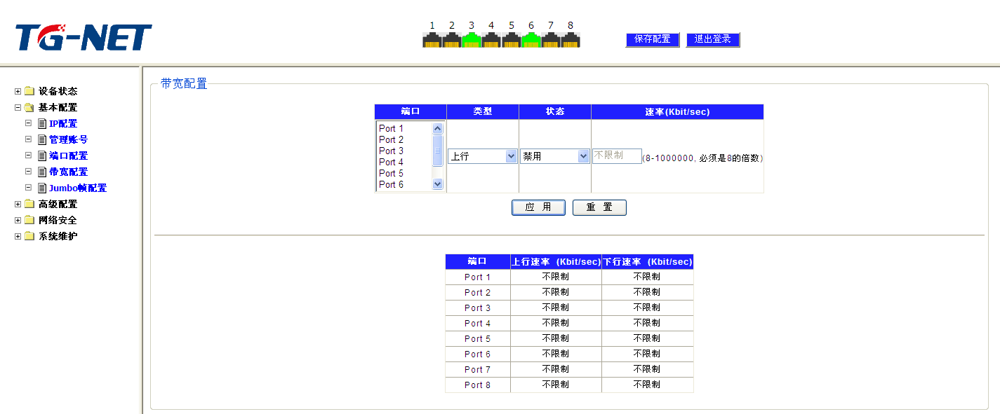 TG-NET
1 2 3 4 5 6 7 8
保存配置 退出登录
设备状态
基本配置
IP配置
管理账号
端口配置
带宽配置
Jumbo帧配置
高级配置
网络安全
系统维护
带宽配置
端口 类型 状态 速率(Kbit/sec)
Port 1
Port 2
Port 3
Port 4
Port 5
Port 6
上行 禁用 不限制 (8-1000000, 必须是8的倍数)
应 用 重 置
端口 上行速率 (Kbit/sec) 下行速率 (Kbit/sec)
Port 1 不限制 不限制
Port 2 不限制 不限制
Port 3 不限制 不限制
Port 4 不限制 不限制
Port 5 不限制 不限制
Port 6 不限制 不限制
Port 7 不限制 不限制
Port 8 不限制 不限制